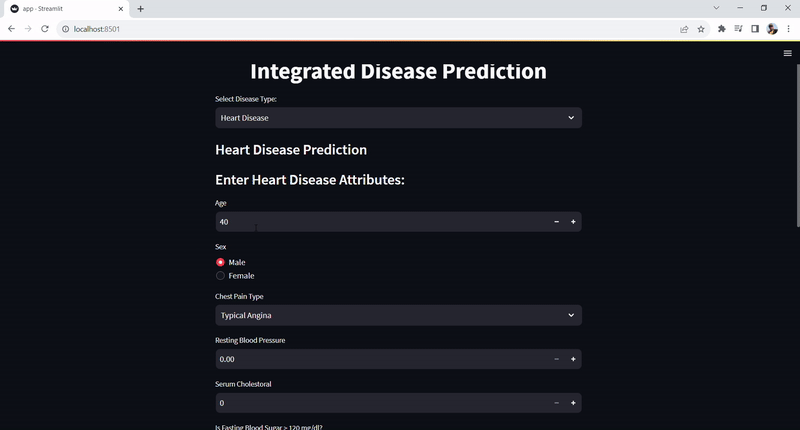 app · Streamlit
localhost:8501
Integrated Disease Prediction
Select Disease Type:
Heart Disease
Heart Disease Prediction
Enter Heart Disease Attributes:
Age
40
Sex
Male
Female
Chest Pain Type
Typical Angina
Resting Blood Pressure
0.00
Serum Cholestoral
0
Is Fasting Blood Sugar > 120 mg/dl?